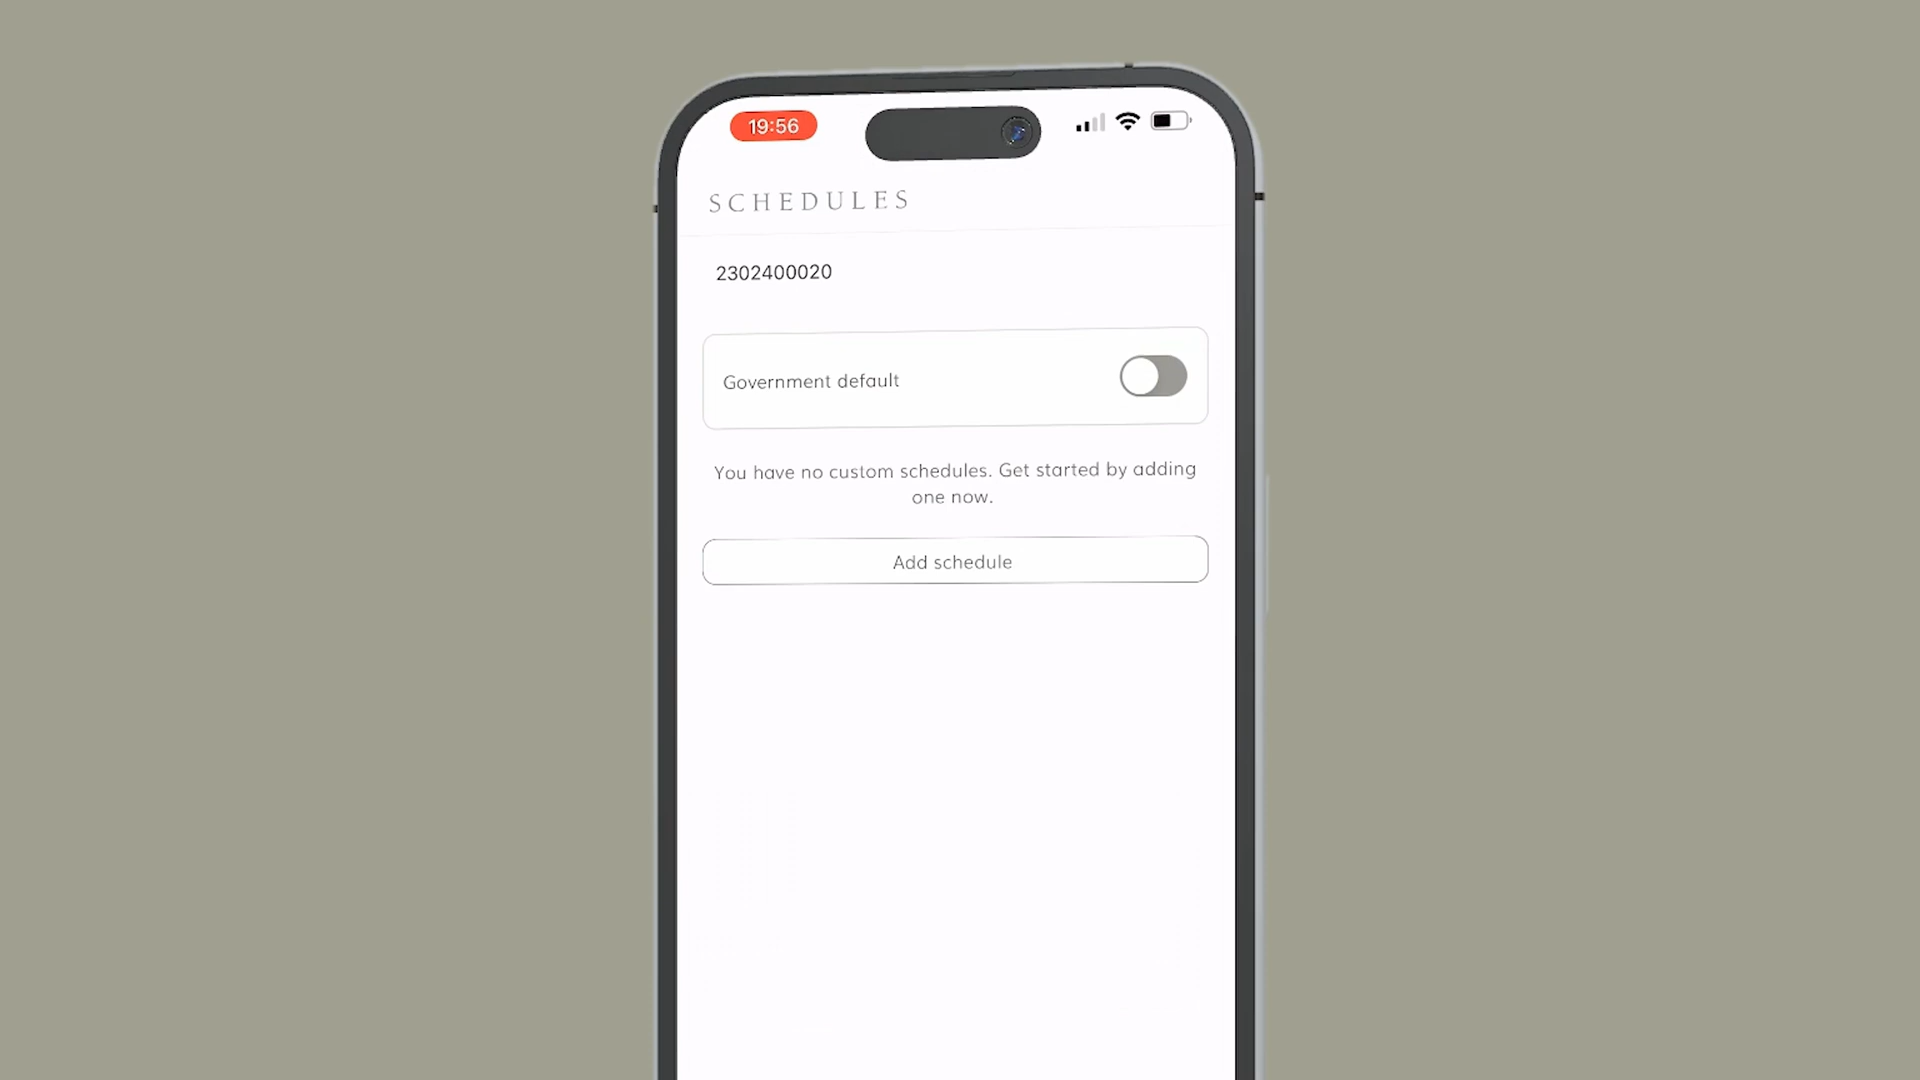 19:56
SCHEDULES
2302400020
Government default
You have no custom schedules. Get started by adding
one now.
Add schedule